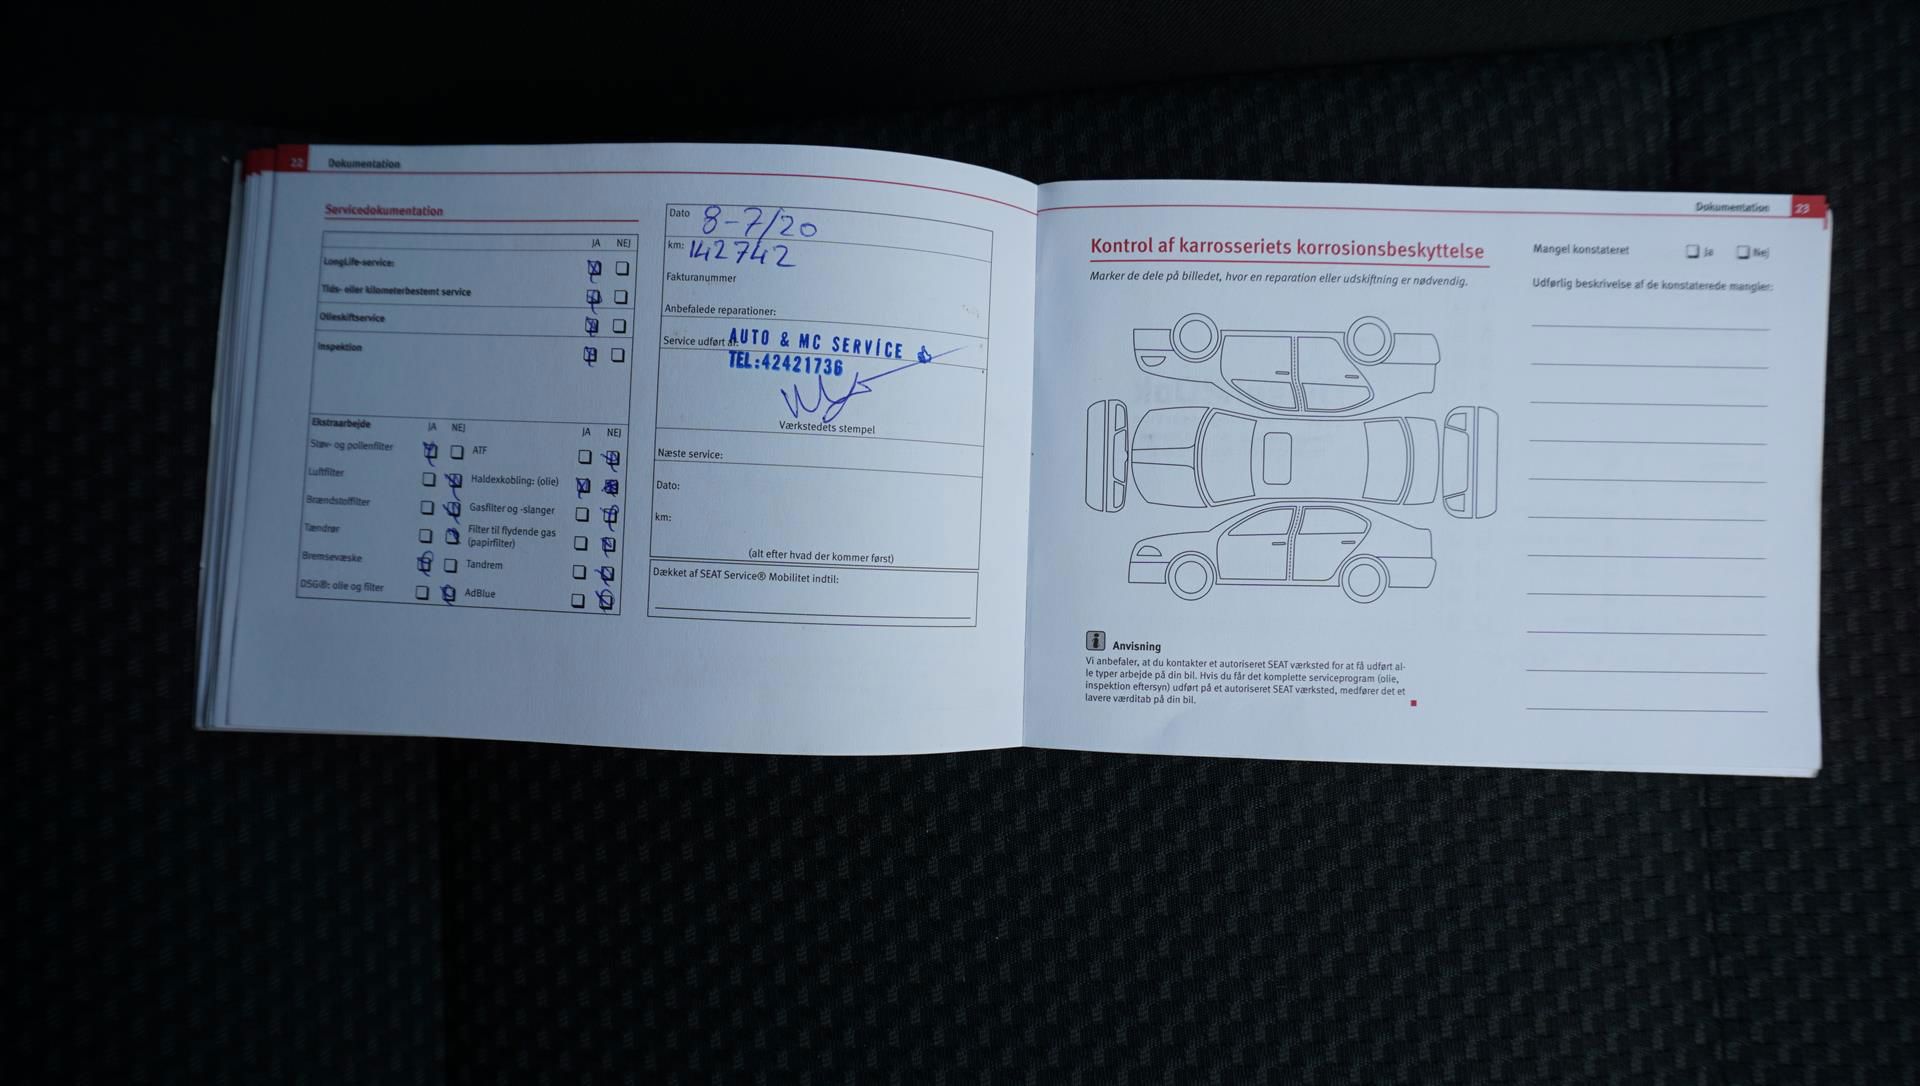 22 Dokumentation
Servicedokumentation
JA NEJ
LongLife-service:
Tids- eller kilometerbestemt service
Olieskiftservice
Inspektion
Ekstraarbejde JA NEJ
JA NEJ
Støv- og pollenfilter
ATF
Luftfilter
Haldexkobling: (olie)
Brændstoffilter
Gasfilter og -slanger
Tændrør
Filter til flydende gas
(papirfilter)
Bremsevæske
Tandrem
DSG®: olie og filter
AdBlue
Dato 8-7/20
km: 142742
Fakturanummer
Anbefalede reparationer:
Service udført af:
AUTO & MC SERVICE
TEL:42421736
Værkstedets stempel
Næste service:
Dato:
km:
(alt efter hvad der kommer først)
Dækket af SEAT Service® Mobilitet indtil:
Dokumentation 23
Kontrol af karrosseriets korrosionsbeskyttelse
Marker de dele på billedet, hvor en reparation eller udskiftning er nødvendig.
Anvisning
Vi anbefaler, at du kontakter et autoriseret SEAT værksted for at få udført al-
le typer arbejde på din bil. Hvis du får det komplette serviceprogram (olie,
inspektion eftersyn) udført på et autoriseret SEAT værksted, medfører det et
lavere værditab på din bil.
Mangel konstateret Ja Nej
Udførlig beskrivelse af de konstaterede mangler: